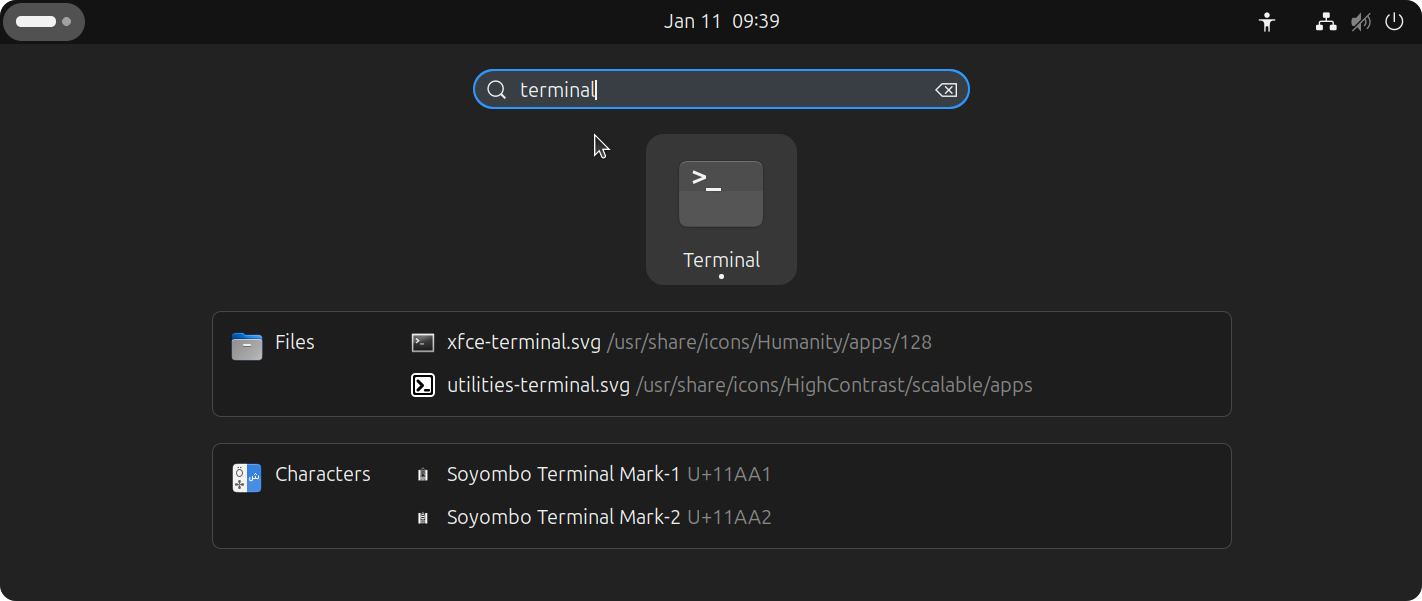 Jan 11 09:39
terminal
>_
Terminal
Files
xfce-terminal.svg /usr/share/icons/Humanity/apps/128
utilities-terminal.svg /usr/share/icons/HighContrast/scalable/apps
Characters
Soyombo Terminal Mark-1 U+11AA1
Soyombo Terminal Mark-2 U+11AA2